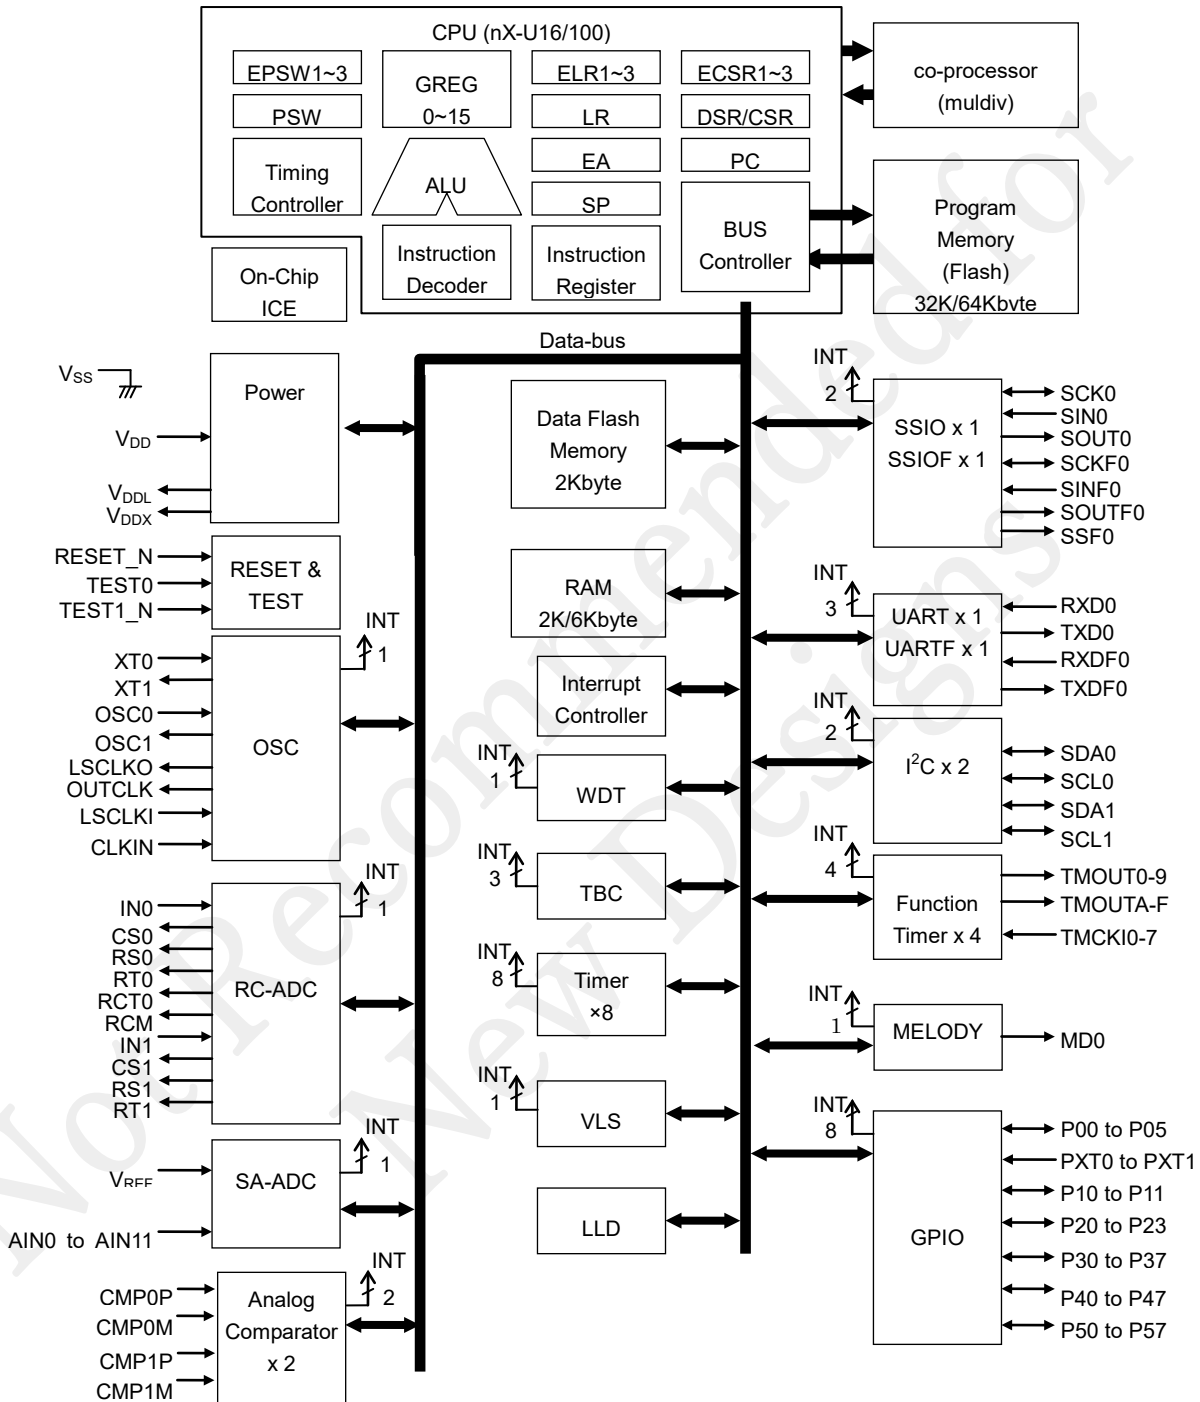 CPU (nX-U16/100)
EPSW1~3
GREG
0~15
ELR1~3
ECSR1~3
PSW
LR
DSR/CSR
Timing
Controller
ALU
EA
PC
SP
BUS
Controller
Instruction
Decoder
Instruction
Register
On-Chip
ICE
co-processor
(muldiv)
Program
Memory
(Flash)
32K/64Kbyte
Data-bus
VSS
Power
VDD
VDDL
VDDX
RESET_N
TEST0
TEST1_N
RESET &
TEST
INT
1
XT0
XT1
OSC0
OSC1
LSCLKO
OUTCLK
LSCLKI
CLKIN
OSC
INT
1
IN0
CS0
RS0
RT0
RCT0
RCM
IN1
CS1
RS1
RT1
RC-ADC
INT
1
VREF
AIN0 to AIN11
SA-ADC
INT
2
CMP0P
CMP0M
CMP1P
CMP1M
Analog
Comparator
x 2
Data Flash
Memory
2Kbyte
RAM
2K/6Kbyte
Interrupt
Controller
INT
1
WDT
INT
3
TBC
INT
8
Timer
×8
INT
1
VLS
LLD
INT
2
SSIO x 1
SSIOF x 1
SCK0
SIN0
SOUT0
SCKF0
SINF0
SOUTF0
SSF0
INT
3
UART x 1
UARTF x 1
RXD0
TXD0
RXDF0
TXDF0
INT
2
I²C x 2
SDA0
SCL0
SDA1
SCL1
INT
4
Function
Timer x 4
TMOUT0-9
TMOUTA-F
TMCKI0-7
INT
1
MELODY
MD0
INT
8
GPIO
P00 to P05
PXT0 to PXT1
P10 to P11
P20 to P23
P30 to P37
P40 to P47
P50 to P57
Not Recommended for
New Designs